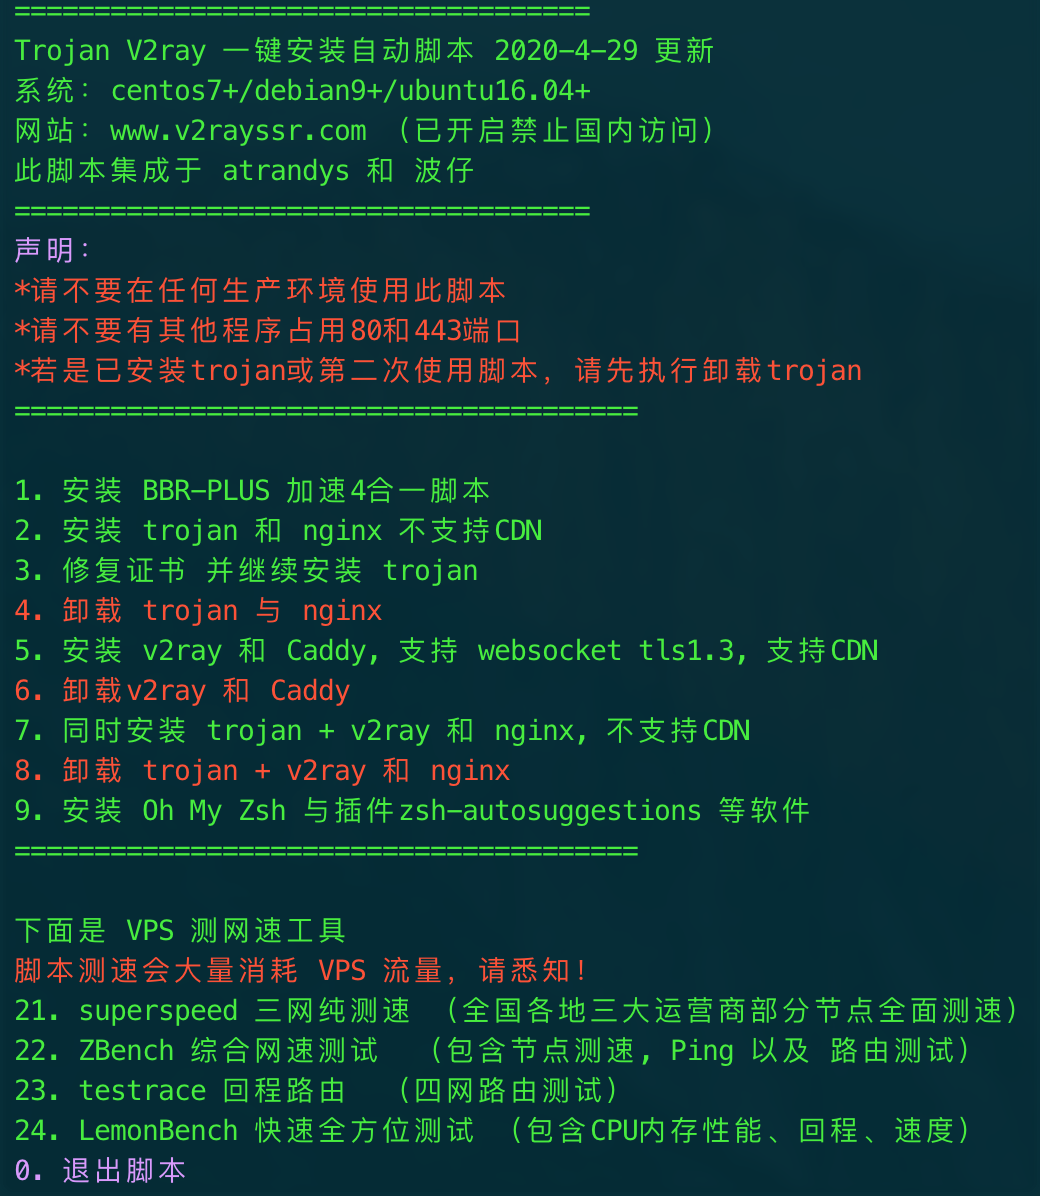 ====================================
Trojan V2ray 一键安装自动脚本 2020-4-29 更新
系统：centos7+/debian9+/ubuntu16.04+
网站：www.v2rayssr.com （已开启禁止国内访问）
此脚本集成于 atrandys 和 波仔
====================================
声明：
*请不要在任何生产环境使用此脚本
*请不要有其他程序占用80和443端口
*若是已安装trojan或第二次使用脚本，请先执行卸载trojan
=======================================
1. 安装 BBR-PLUS 加速4合一脚本
2. 安装 trojan 和 nginx 不支持CDN
3. 修复证书 并继续安装 trojan
4. 卸载 trojan 与 nginx
5. 安装 v2ray 和 Caddy, 支持 websocket tls1.3, 支持CDN
6. 卸载v2ray 和 Caddy
7. 同时安装 trojan + v2ray 和 nginx, 不支持CDN
8. 卸载 trojan + v2ray 和 nginx
9. 安装 Oh My Zsh 与插件zsh-autosuggestions 等软件
=======================================
下面是 VPS 测网速工具
脚本测速会大量消耗 VPS 流量，请悉知！
21. superspeed 三网纯测速 （全国各地三大运营商部分节点全面测速）
22. ZBench 综合网速测试  （包含节点测速, Ping 以及 路由测试）
23. testrace 回程路由  （四网路由测试）
24. LemonBench 快速全方位测试 （包含CPU内存性能、回程、速度）
0. 退出脚本